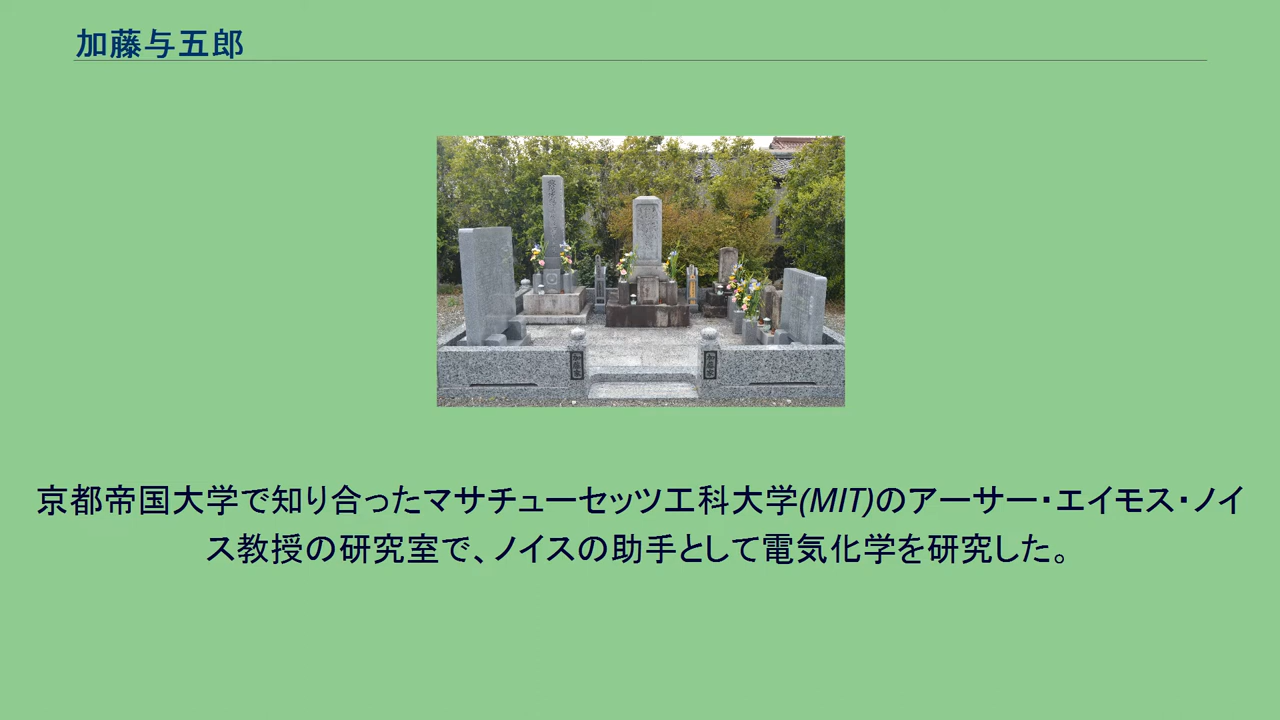 加藤与五郎
京都帝国大学で知り合ったマサチューセッツ工科大学(MIT)のアーサー・エイモス・ノイ
ス教授の研究室で、ノイスの助手として電気化学を研究した。